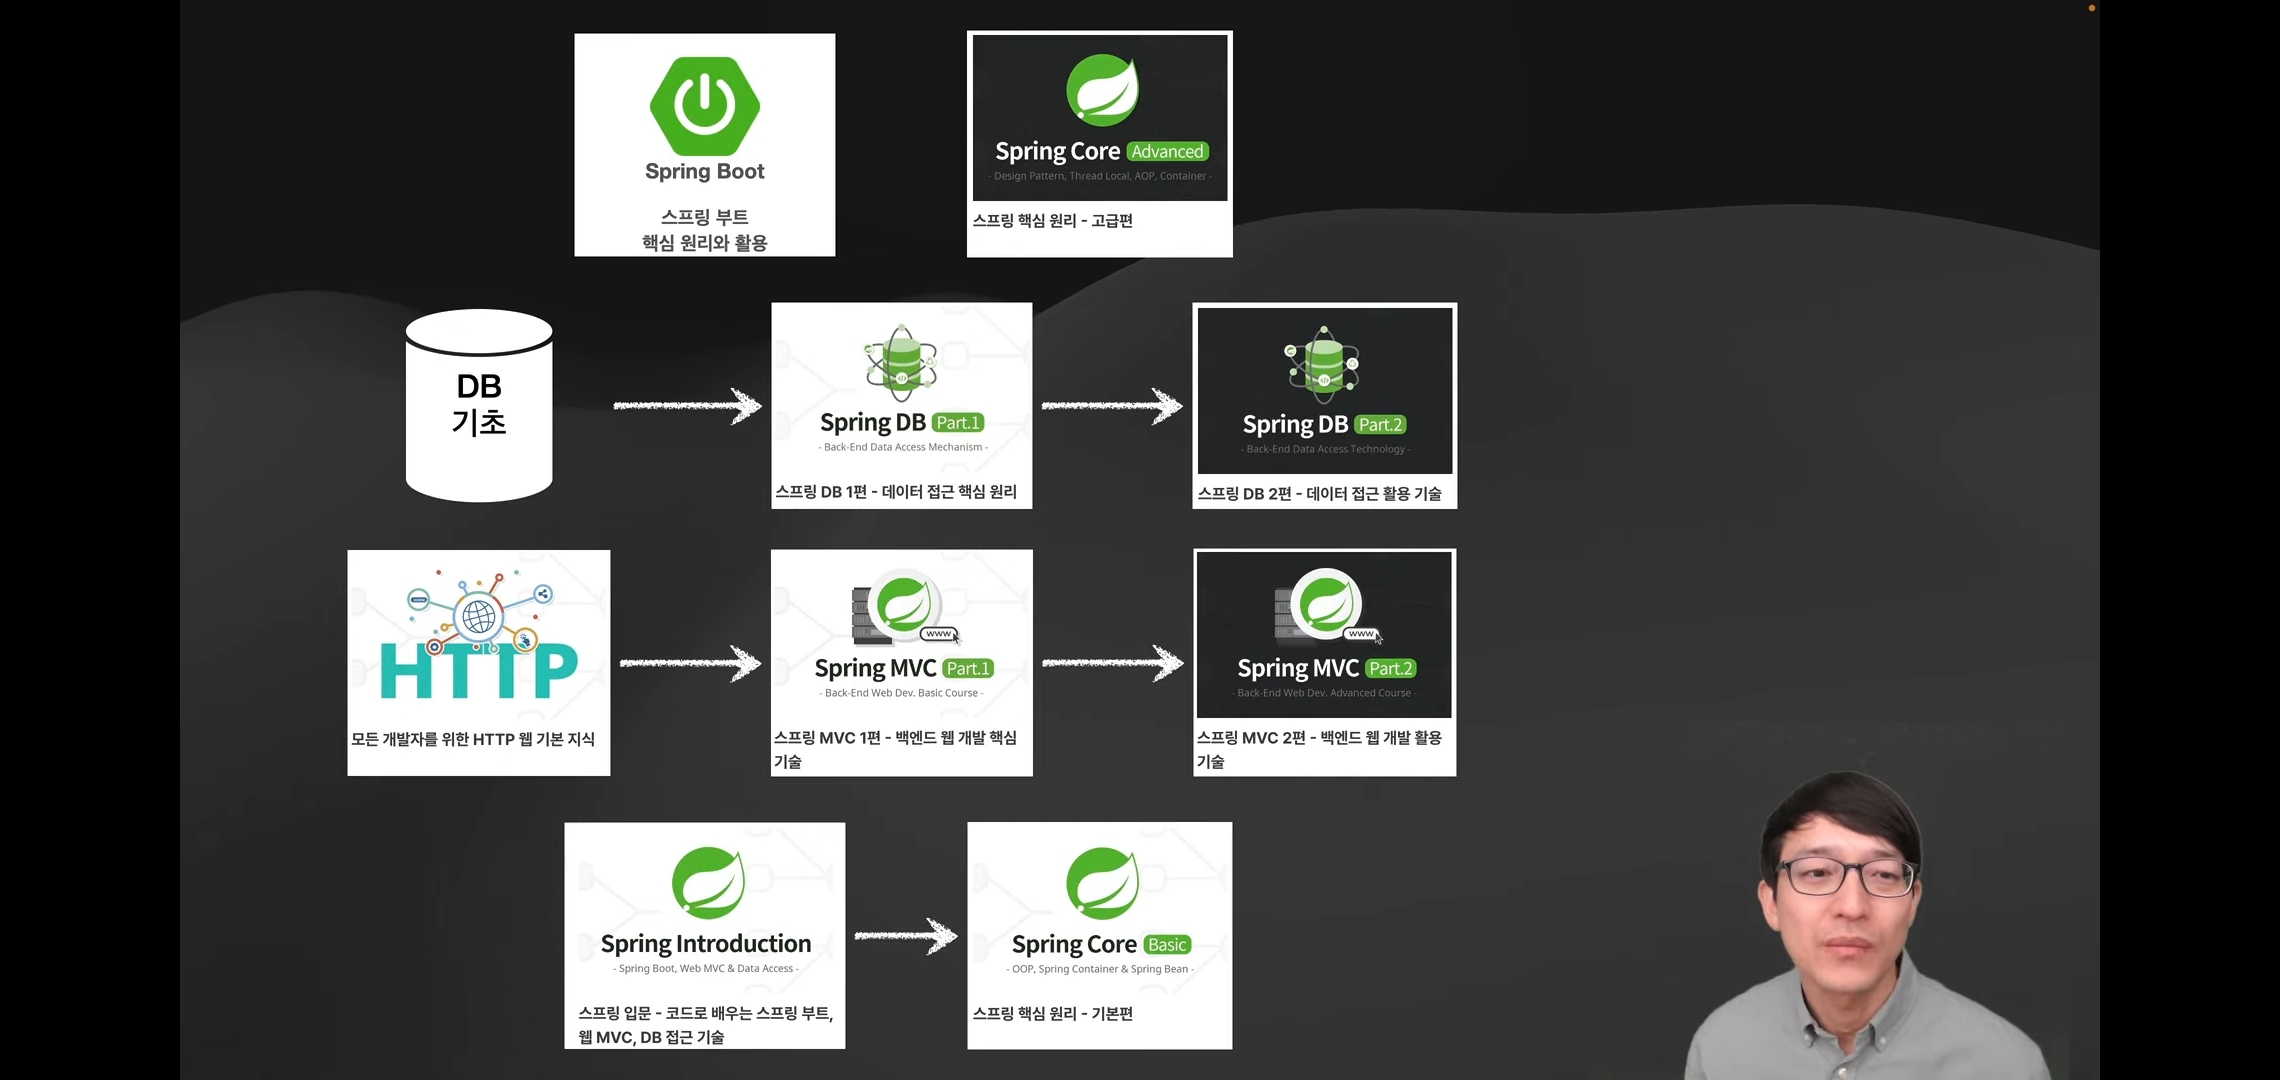 Spring Boot
스프링 부트
핵심 원리와 활용
Spring Core Advanced
- Design Pattern, Thread Local, AOP, Container -
스프링 핵심 원리 - 고급편
DB
기초
Spring DB Part.1
- Back-End Data Access Mechanism -
스프링 DB 1편 - 데이터 접근 핵심 원리
Spring DB Part.2
- Back-End Data Access Technology -
스프링 DB 2편 - 데이터 접근 활용 기술
HTTP
모든 개발자를 위한 HTTP 웹 기본 지식
www
Spring MVC Part.1
- Back-End Web Dev. Basic Course -
스프링 MVC 1편 - 백엔드 웹 개발 핵심
기술
www
Spring MVC Part.2
- Back-End Web Dev. Advanced Course -
스프링 MVC 2편 - 백엔드 웹 개발 활용
기술
Spring Introduction
- Spring Boot, Web MVC & Data Access -
스프링 입문 - 코드로 배우는 스프링 부트,
웹 MVC, DB 접근 기술
Spring Core Basic
- OOP, Spring Container & Spring Bean -
스프링 핵심 원리 - 기본편